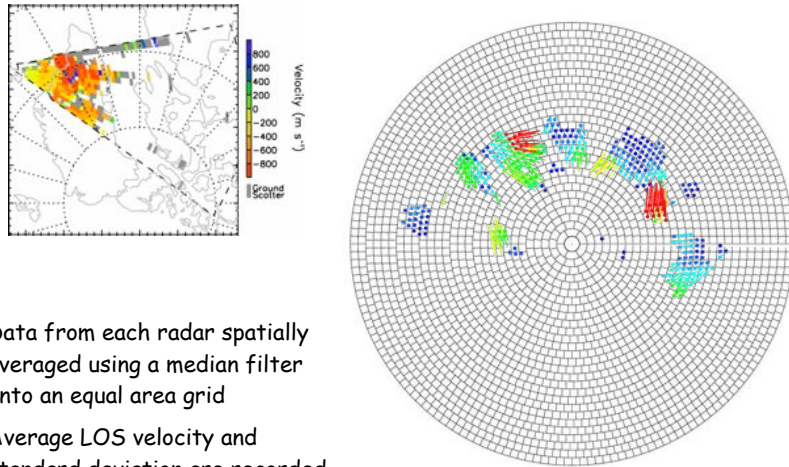 800
600
400
200
0
-200
-400
-600
-800
Ground
Scatter
Velocity (m s⁻¹)
ata from each radar spatially
veraged using a median filter
nto an equal area grid
verage LOS velocity and
tandard deviation are recorded